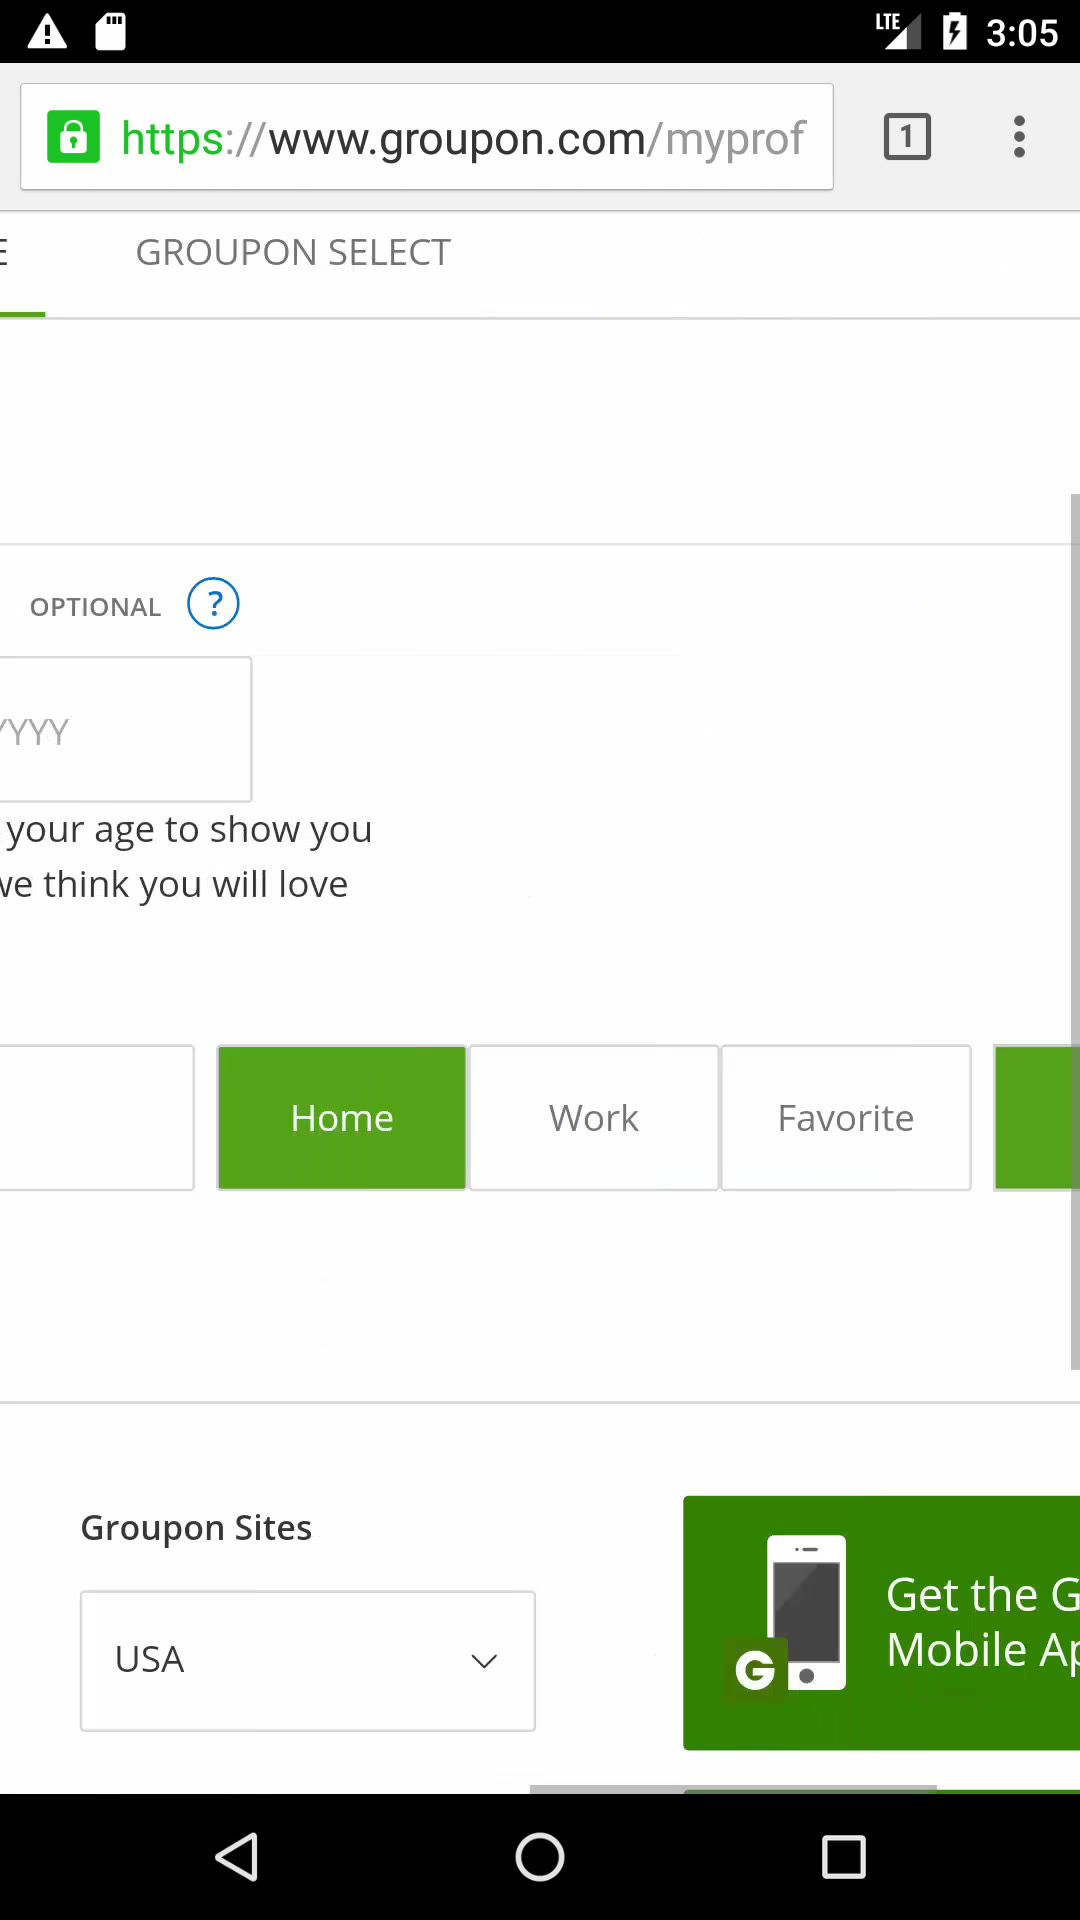 LTE 3:05
https://www.groupon.com/myprof 1
E GROUPON SELECT
OPTIONAL ?
YYYY
your age to show you
we think you will love
Home Work Favorite
Groupon Sites
USA
Get the G
Mobile Ap
G